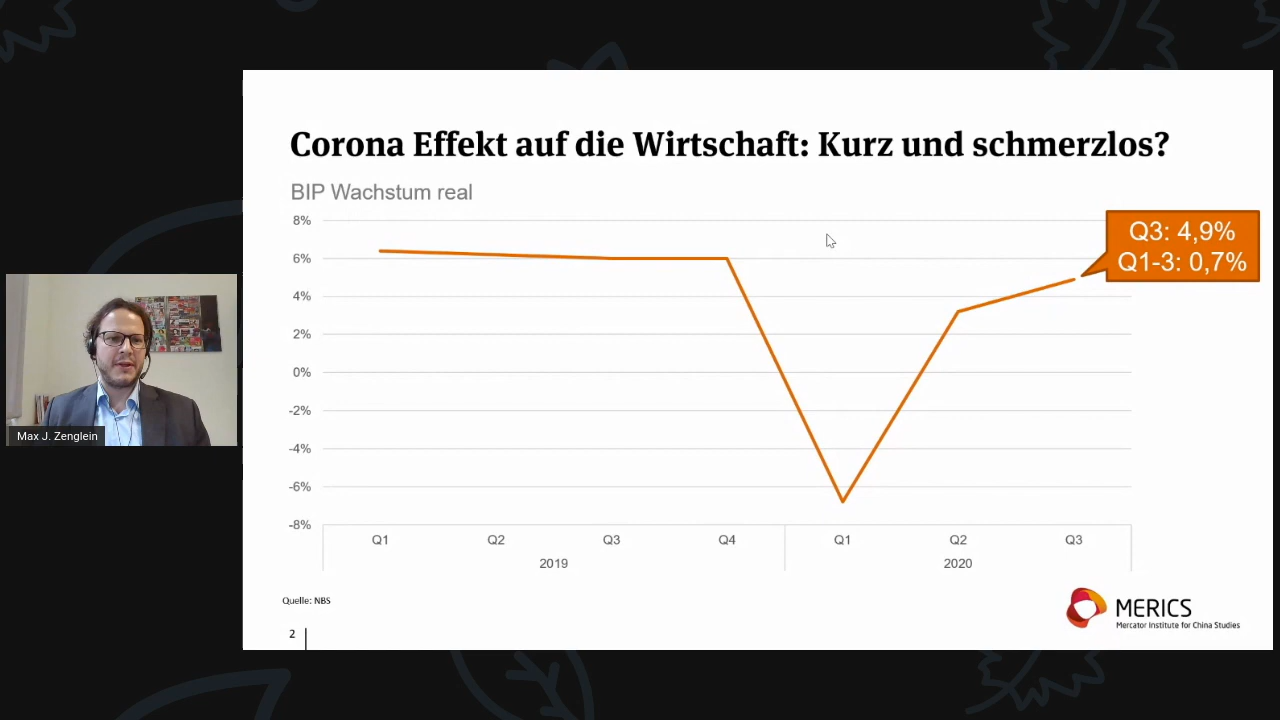 Corona Effekt auf die Wirtschaft: Kurz und schmerzlos?
BIP Wachstum real
8%
6%
4%
2%
0%
-2%
-4%
-6%
-8%
Q3: 4,9%
Q1-3: 0,7%
Q1 Q2 Q3 Q4 Q1 Q2 Q3
2019 2020
Max J. Zenglein
Quelle: NBS
MERICS
Mercator Institute for China Studies
2